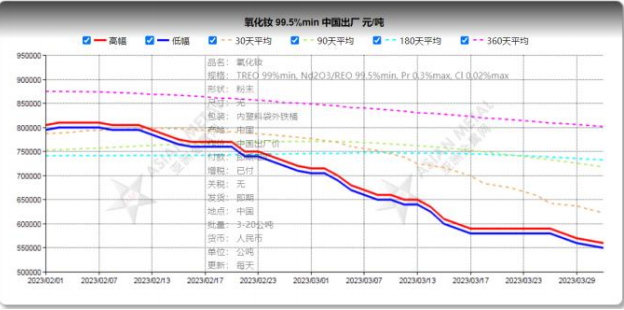 氧化钕 99.5%min 中国出厂 元/吨
高幅 低幅 30天平均 90天平均 180天平均 360天平均
950000
900000
850000
800000
750000
700000
650000
600000
550000
500000
品名： 氧化钕
规格： TREO 99%min, Nd2O3/REO 99.5%min, Pr 0.3%max, Cl 0.02%max
形状： 粉末
尺寸： 无
包装： 内塑料袋外铁桶
产地： 中国
价格： 中国出厂价
增税： 已付
关税： 无
发货： 即期
地点： 中国
批量： 3-20公吨
货币： 人民币
单位： 公吨
更新： 每天
ASIAN METAL
ASIAN METAL
2023/02/01 2023/02/07 2023/02/13 2023/02/17 2023/02/23 2023/03/01 2023/03/07 2023/03/13 2023/03/17 2023/03/23 2023/03/29